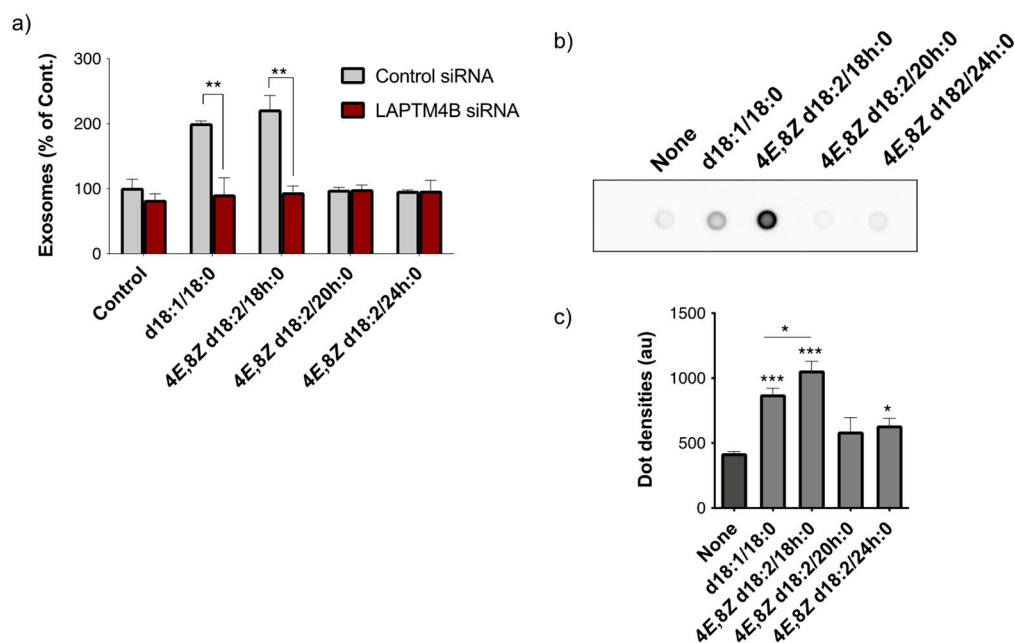 a)
Exosomes (% of Cont.)
300
200
100
0
**
**
Control siRNA
LAPTM4B siRNA
Control
d18:1/18:0
4E,8Z d18:2/18h:0
4E,8Z d18:2/20h:0
4E,8Z d18:2/24h:0
b)
None
d18:1/18:0
4E,8Z d18:2/18h:0
4E,8Z d18:2/20h:0
4E,8Z d182/24h:0
c)
Dot densities (au)
1500
1000
500
0
*
***
***
*
None
d18:1/18:0
4E,8Z d18:2/18h:0
4E,8Z d18:2/20h:0
4E,8Z d18:2/24h:0